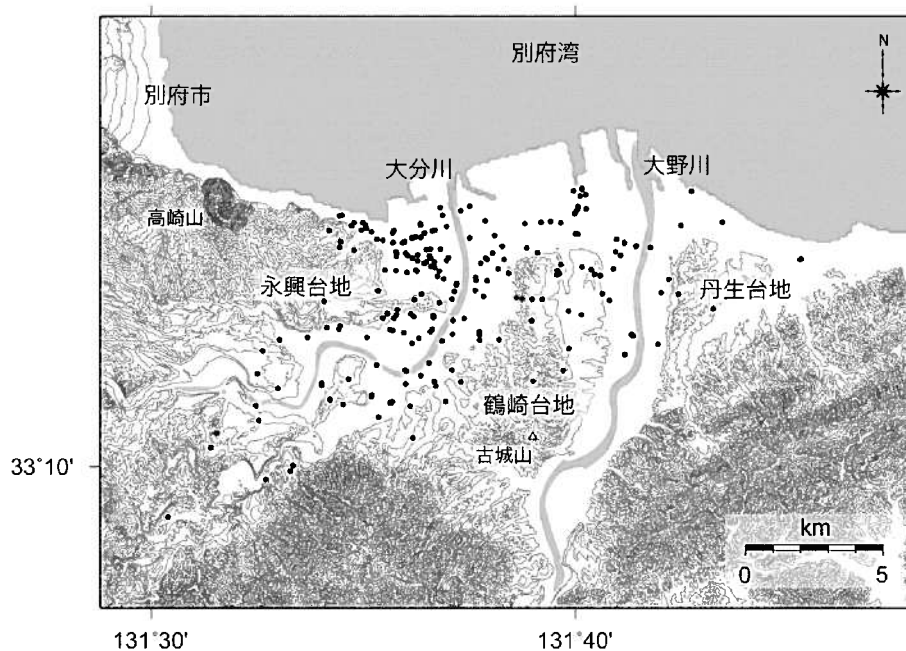 別府湾
N
別府市
大分川
大野川
高崎山
永興台地
丹生台地
鶴崎台地
古城山
33˚10'
km
0
5
131˚30'
131˚40'